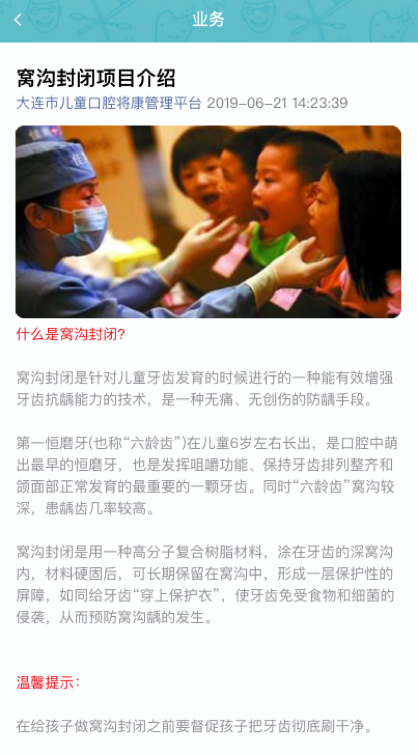 业务
窝沟封闭项目介绍
大连市儿童口腔将康管理平台 2019-06-21 14:23:39
什么是窝沟封闭?
窝沟封闭是针对儿童牙齿发育的时候进行的一种能有效增强
牙齿抗龋能力的技术，是一种无痛、无创伤的防龋手段。
第一恒磨牙(也称“六龄齿”)在儿童6岁左右长出，是口腔中萌
出最早的恒磨牙，也是发挥咀嚼功能、保持牙齿排列整齐和
颌面部正常发育的最重要的一颗牙齿。同时“六龄齿”窝沟较
深，患龋齿几率较高。
窝沟封闭是用一种高分子复合树脂材料，涂在牙齿的深窝沟
内，材料硬固后，可长期保留在窝沟中，形成一层保护性的
屏障，如同给牙齿“穿上保护衣”，使牙齿免受食物和细菌的
侵袭，从而预防窝沟龋的发生。
温馨提示：
在给孩子做窝沟封闭之前要督促孩子把牙齿彻底刷干净。